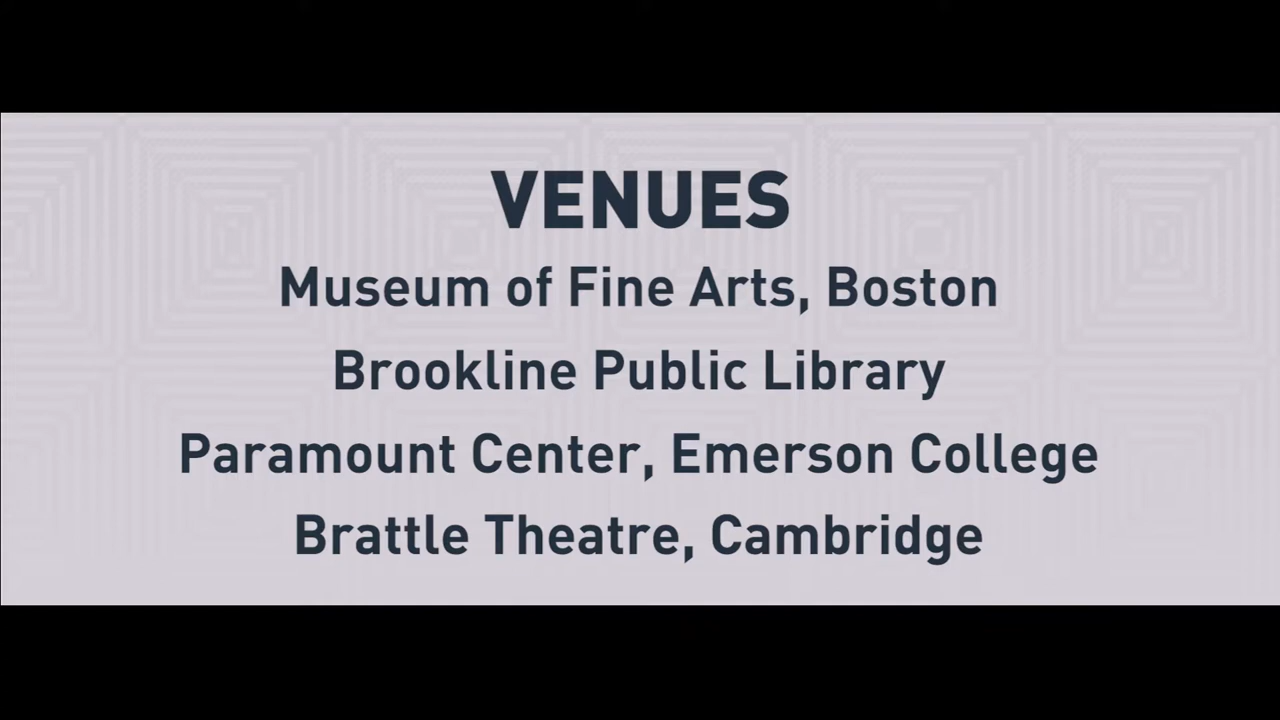 VENUES
Museum of Fine Arts, Boston
Brookline Public Library
Paramount Center, Emerson College
Brattle Theatre, Cambridge